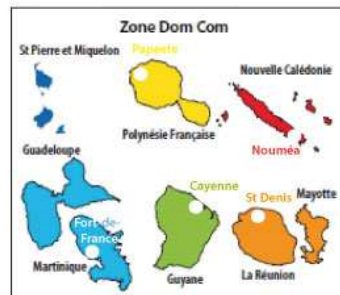 Zone Dom Com
St Pierre et Miquelon
Papeete
Nouvelle Calédonie
Polynésie Française
Nouméa
Guadeloupe
Cayenne
St Denis
Mayotte
Fort-de-
France
Martinique
Guyane
La Réunion